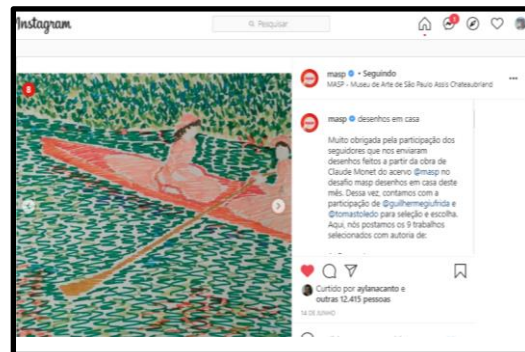 Instagram
Pesquisar
masp • Seguindo
MASP - Museu de Arte de São Paulo Assis Chateaubriand
8
masp desenhos em casa
Muito obrigada pela participação dos
seguidores que nos enviaram
desenhos feitos a partir da obra de
Claude Monet do acervo @masp no
desafio masp desenhos em casa deste
mês. Dessa vez, contamos com a
participação de @guilhermegiufrida e
@tomastoledo para seleção e escolha.
Aqui, nós postamos os 9 trabalhos
selecionados com autoria de:
Curtido por aylanacanto e
outras 12.415 pessoas
14 DE JUNHO